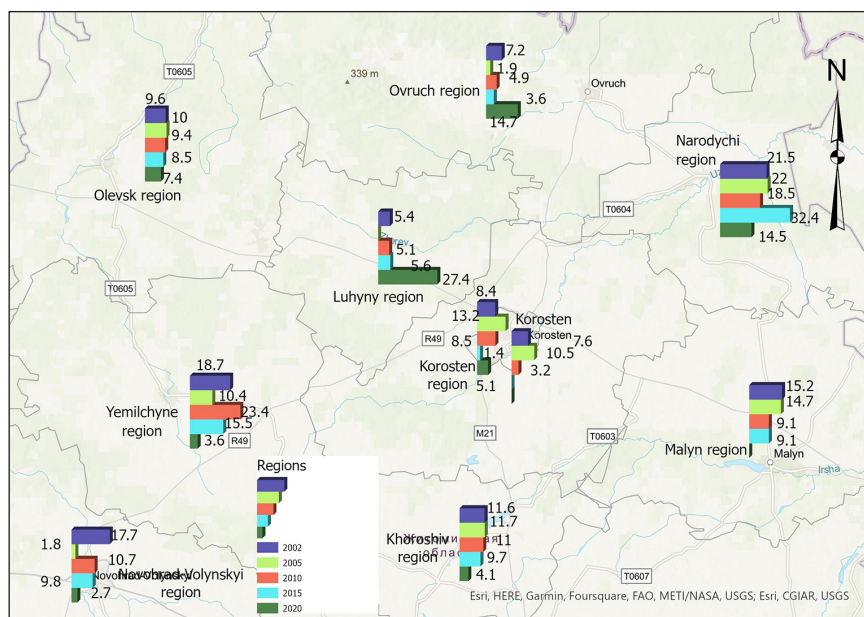 T0605
339 m
7.2
1.9
4.9
3.6
14.7
Ovruch region
Ovruch
N
9.6
10
9.4
8.5
7.4
Olevsk region
Narodychi
region
21.5
22
18.5
32.4
14.5
T0604
5.4
5.1
5.6
27.4
Luhyny region
T0605
8.4
13.2
8.5
1.4
5.1
R49
Korosten
region
Korosten
Korosten
7.6
10.5
3.2
18.7
10.4
23.4
15.5
3.6
Yemilchyne
region
R49
M21
T0603
15.2
14.7
9.1
9.1
Malyn region
Malyn
Irsha
Regions
2002
2005
2010
2015
2020
17.7
1.8
10.7
9.8
2.7
Novohrad-Volynskyi
region
11.6
11.7
11
9.7
4.1
Khoroshiv
region
T0607
Esri, HERE, Garmin, Foursquare, FAO, METI/NASA, USGS; Esri, CGIAR, USGS